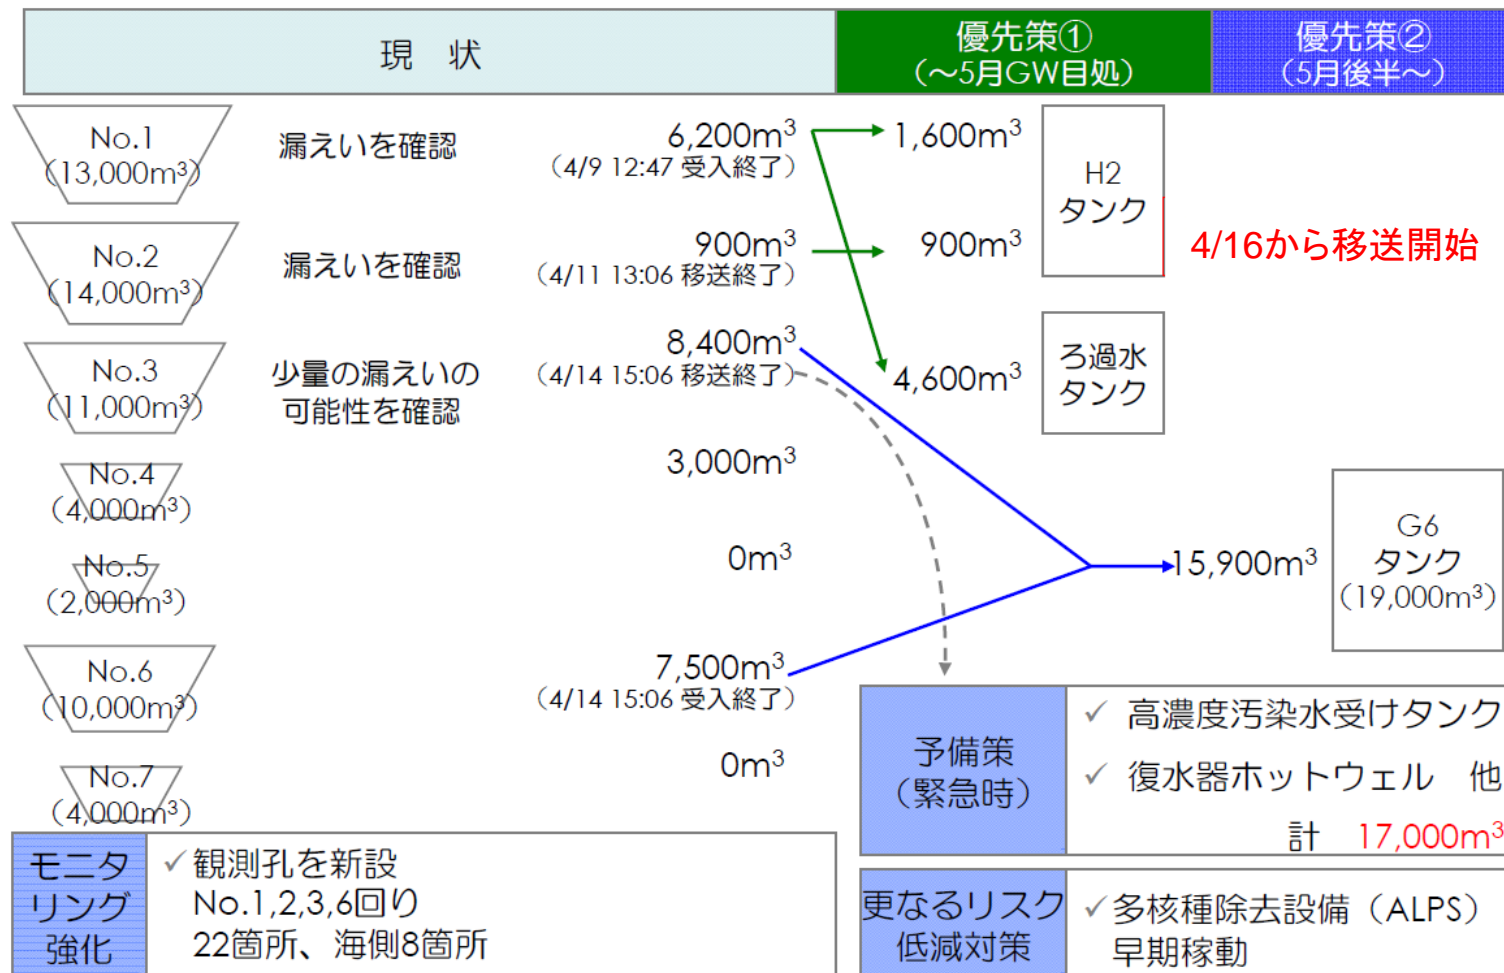 現 状
優先策①
（～5月GW目処）
優先策②
（5月後半～）
No.1
（13,000m³）
漏えいを確認
6,200m³
（4/9 12:47 受入終了）
1,600m³
H2
タンク
No.2
（14,000m³）
漏えいを確認
900m³
（4/11 13:06 移送終了）
900m³
4/16から移送開始
No.3
（11,000m³）
少量の漏えいの
可能性を確認
8,400m³
（4/14 15:06 移送終了）
4,600m³
ろ過水
タンク
No.4
（4,000m³）
3,000m³
No.5
（2,000m³）
0m³
15,900m³
G6
タンク
（19,000m³）
No.6
（10,000m³）
7,500m³
（4/14 15:06 受入終了）
No.7
（4,000m³）
0m³
予備策
（緊急時）
✓ 高濃度汚染水受けタンク
✓ 復水器ホットウェル 他
計 17,000m³
モニタ
リング
強化
✓観測孔を新設
No.1,2,3,6回り
22箇所、海側8箇所
更なるリスク
低減対策
✓多核種除去設備（ALPS）
早期稼動